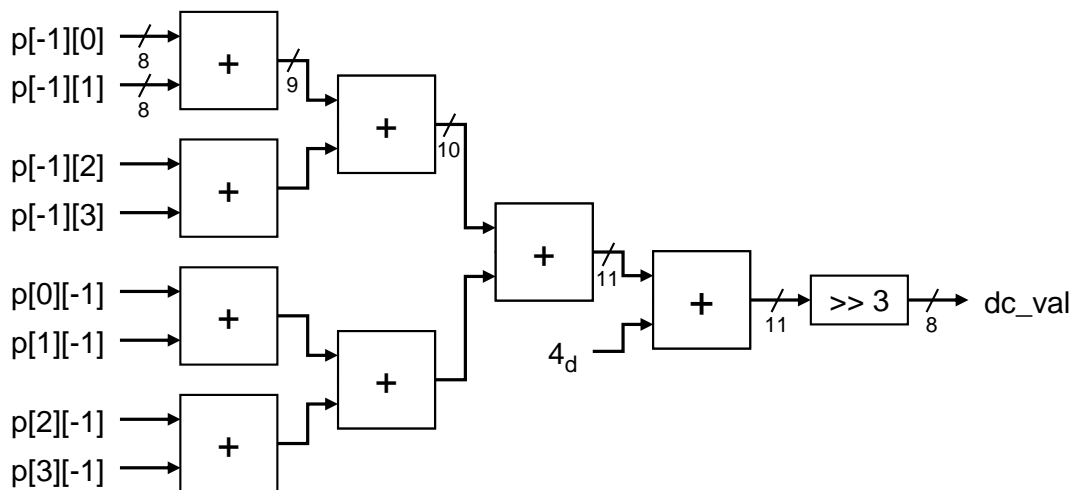 p[-1][0]
8
p[-1][1]
8
+
9
+
10
p[-1][2]
p[-1][3]
+
+
11
p[0][-1]
p[1][-1]
+
4d
+
11
>> 3
8
dc_val
+
p[2][-1]
p[3][-1]
+